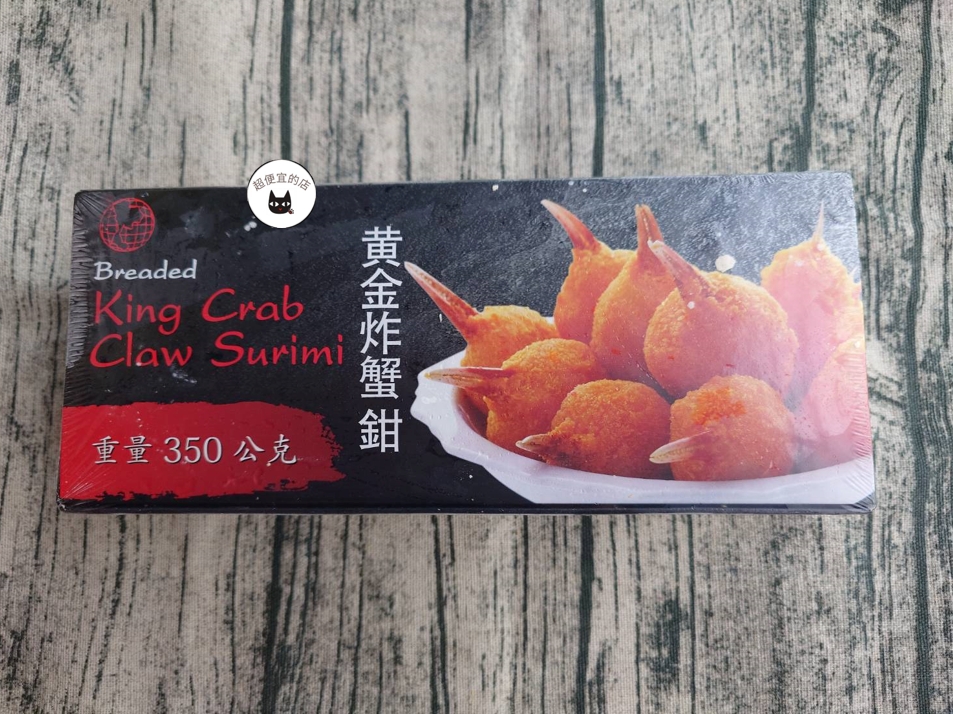 超便宜的店
Breaded
King Crab
Claw Surimi
黄金炸蟹鉗
重量 350 公克